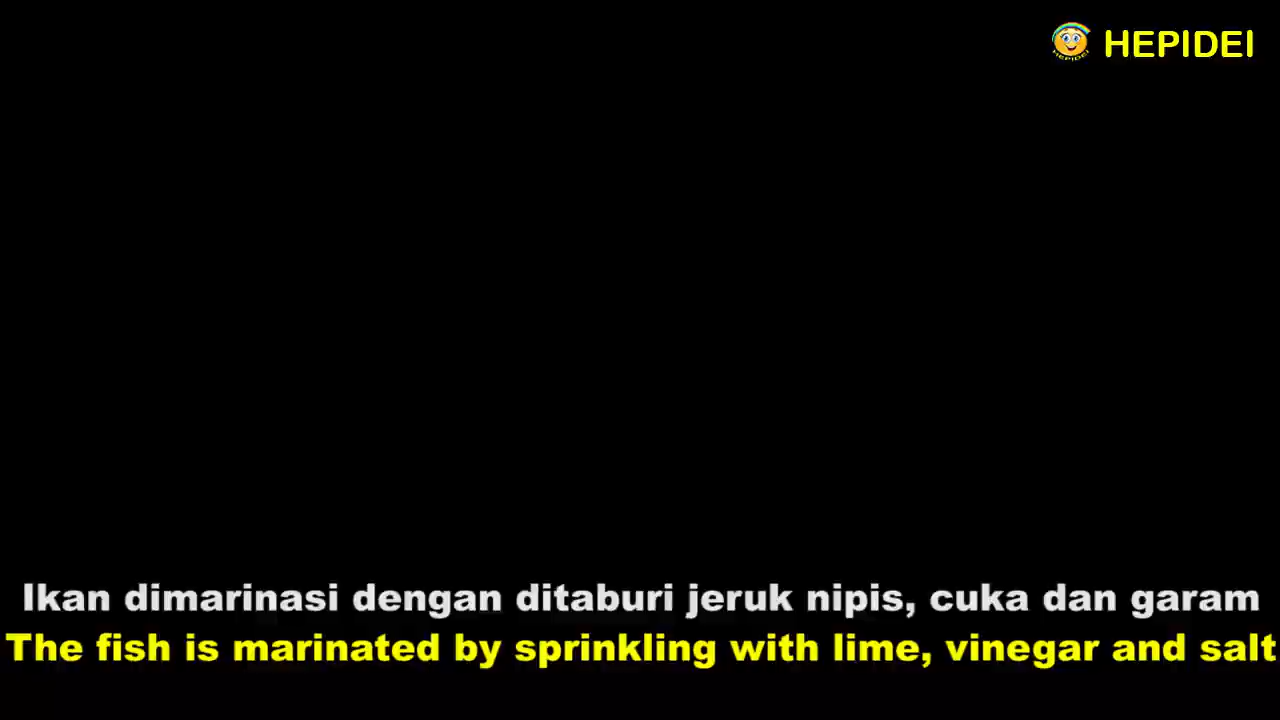 HEPIDEI
Ikan dimarinasi dengan ditaburi jeruk nipis, cuka dan garam
The fish is marinated by sprinkling with lime, vinegar and salt